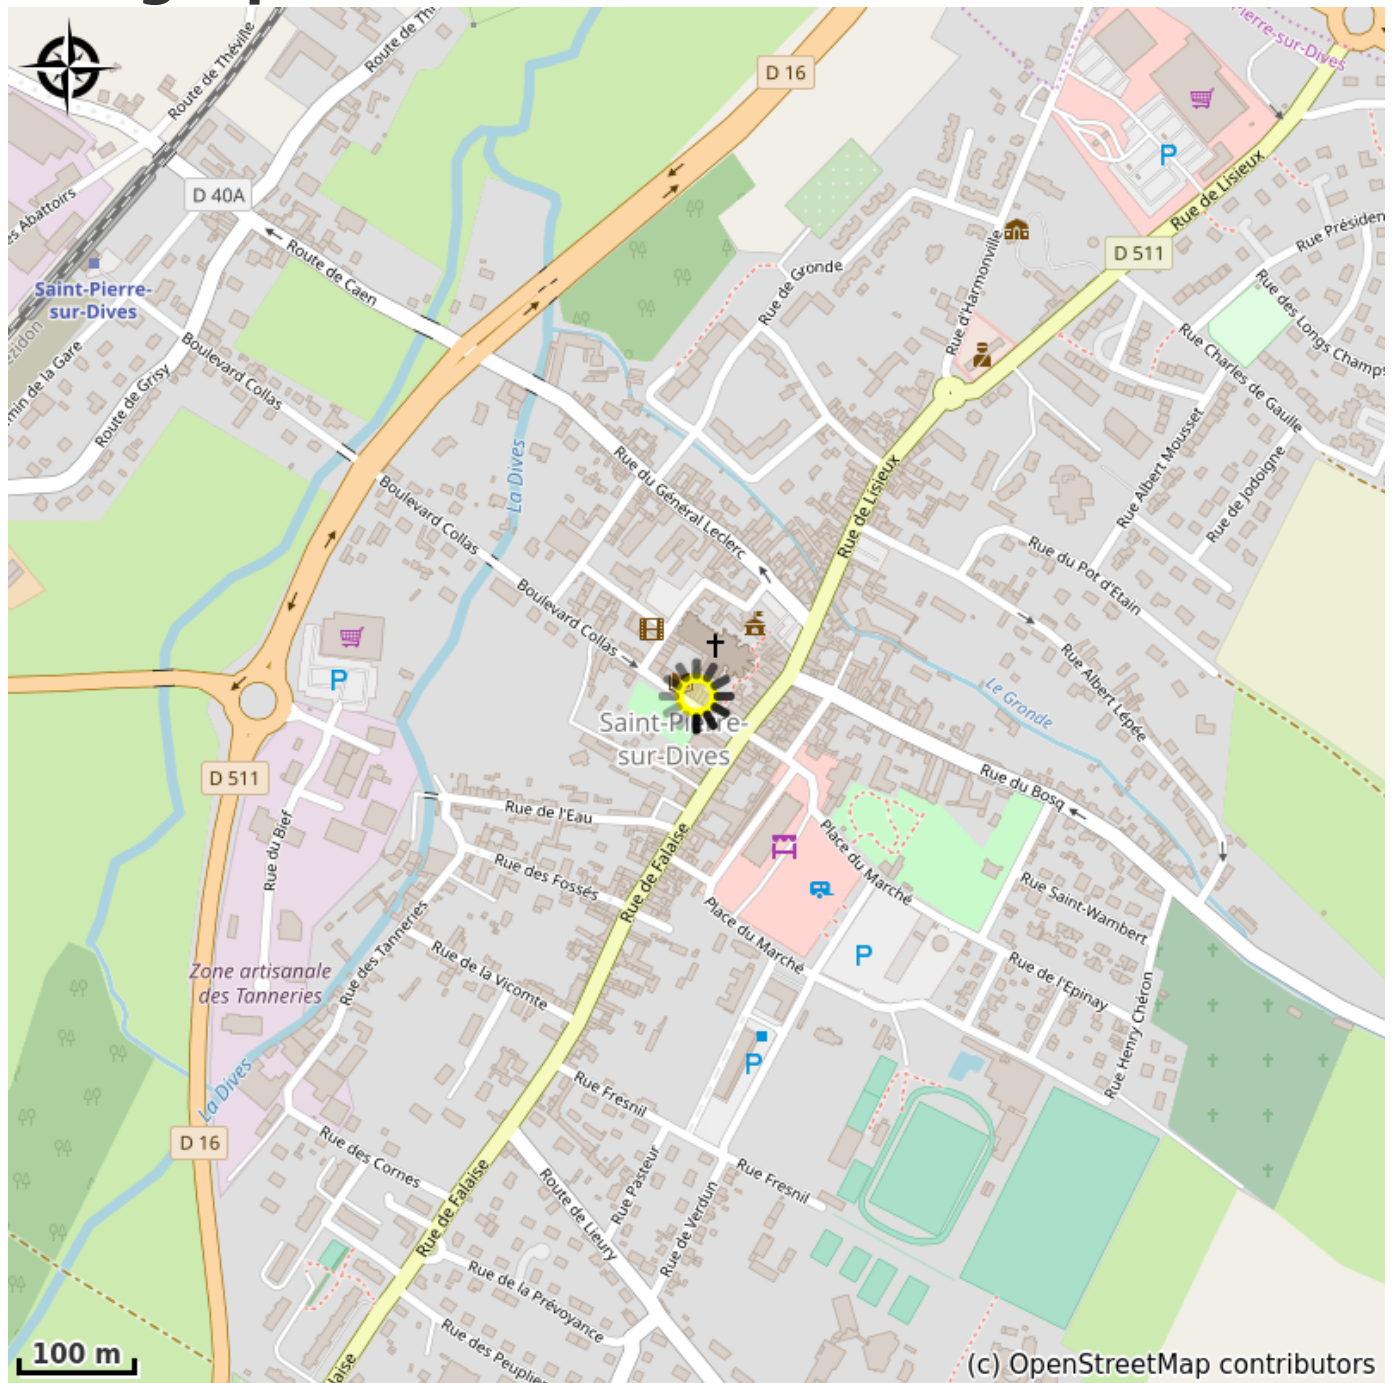 Route de Théville
Route de Th
D 16
Pierre-sur-Dives
D 40A
es Abattoirs
Route de Caen
Saint-Pierre-
sur-Dives
P
Rue de Lisieux
D 511
Rue Présiden
Rue de Gronde
Rue d'Harmonville
Rue des Longs Champs
Rue Charles de Gaulle
zidon
min de la Gare
Boulevard Collas
Route de Grisy
La Dives
Rue du Général Leclerc
Rue de Lisieux
Rue Albert Mousset
Rue de Jodoigne
Boulevard Collas
Rue du Pot d'Etain
Boulevard Collas
Rue Albert Lépée
P
Le Gronde
Saint-Pierre-
sur-Dives
D 511
Rue du Bosq
Rue de l'Eau
Rue du Bief
Rue de Falaise
Place du Marché
Rue des Fossés
Rue Saint-Wambert
Place du Marché
Rue des Tanneries
P
Rue de la Vicomte
Zone artisanale
des Tanneries
Rue de l'Epinay
Rue Henry Chéron
P
La Dives
Rue Fresnil
D 16
Rue des Cornes
Rue Fresnil
Rue Pasteur
Rue de Verdun
Route de Lieury
Rue de Falaise
Rue de la Prévoyance
Rue des Peuplie
laise
100 m
(c) OpenStreetMap contributors